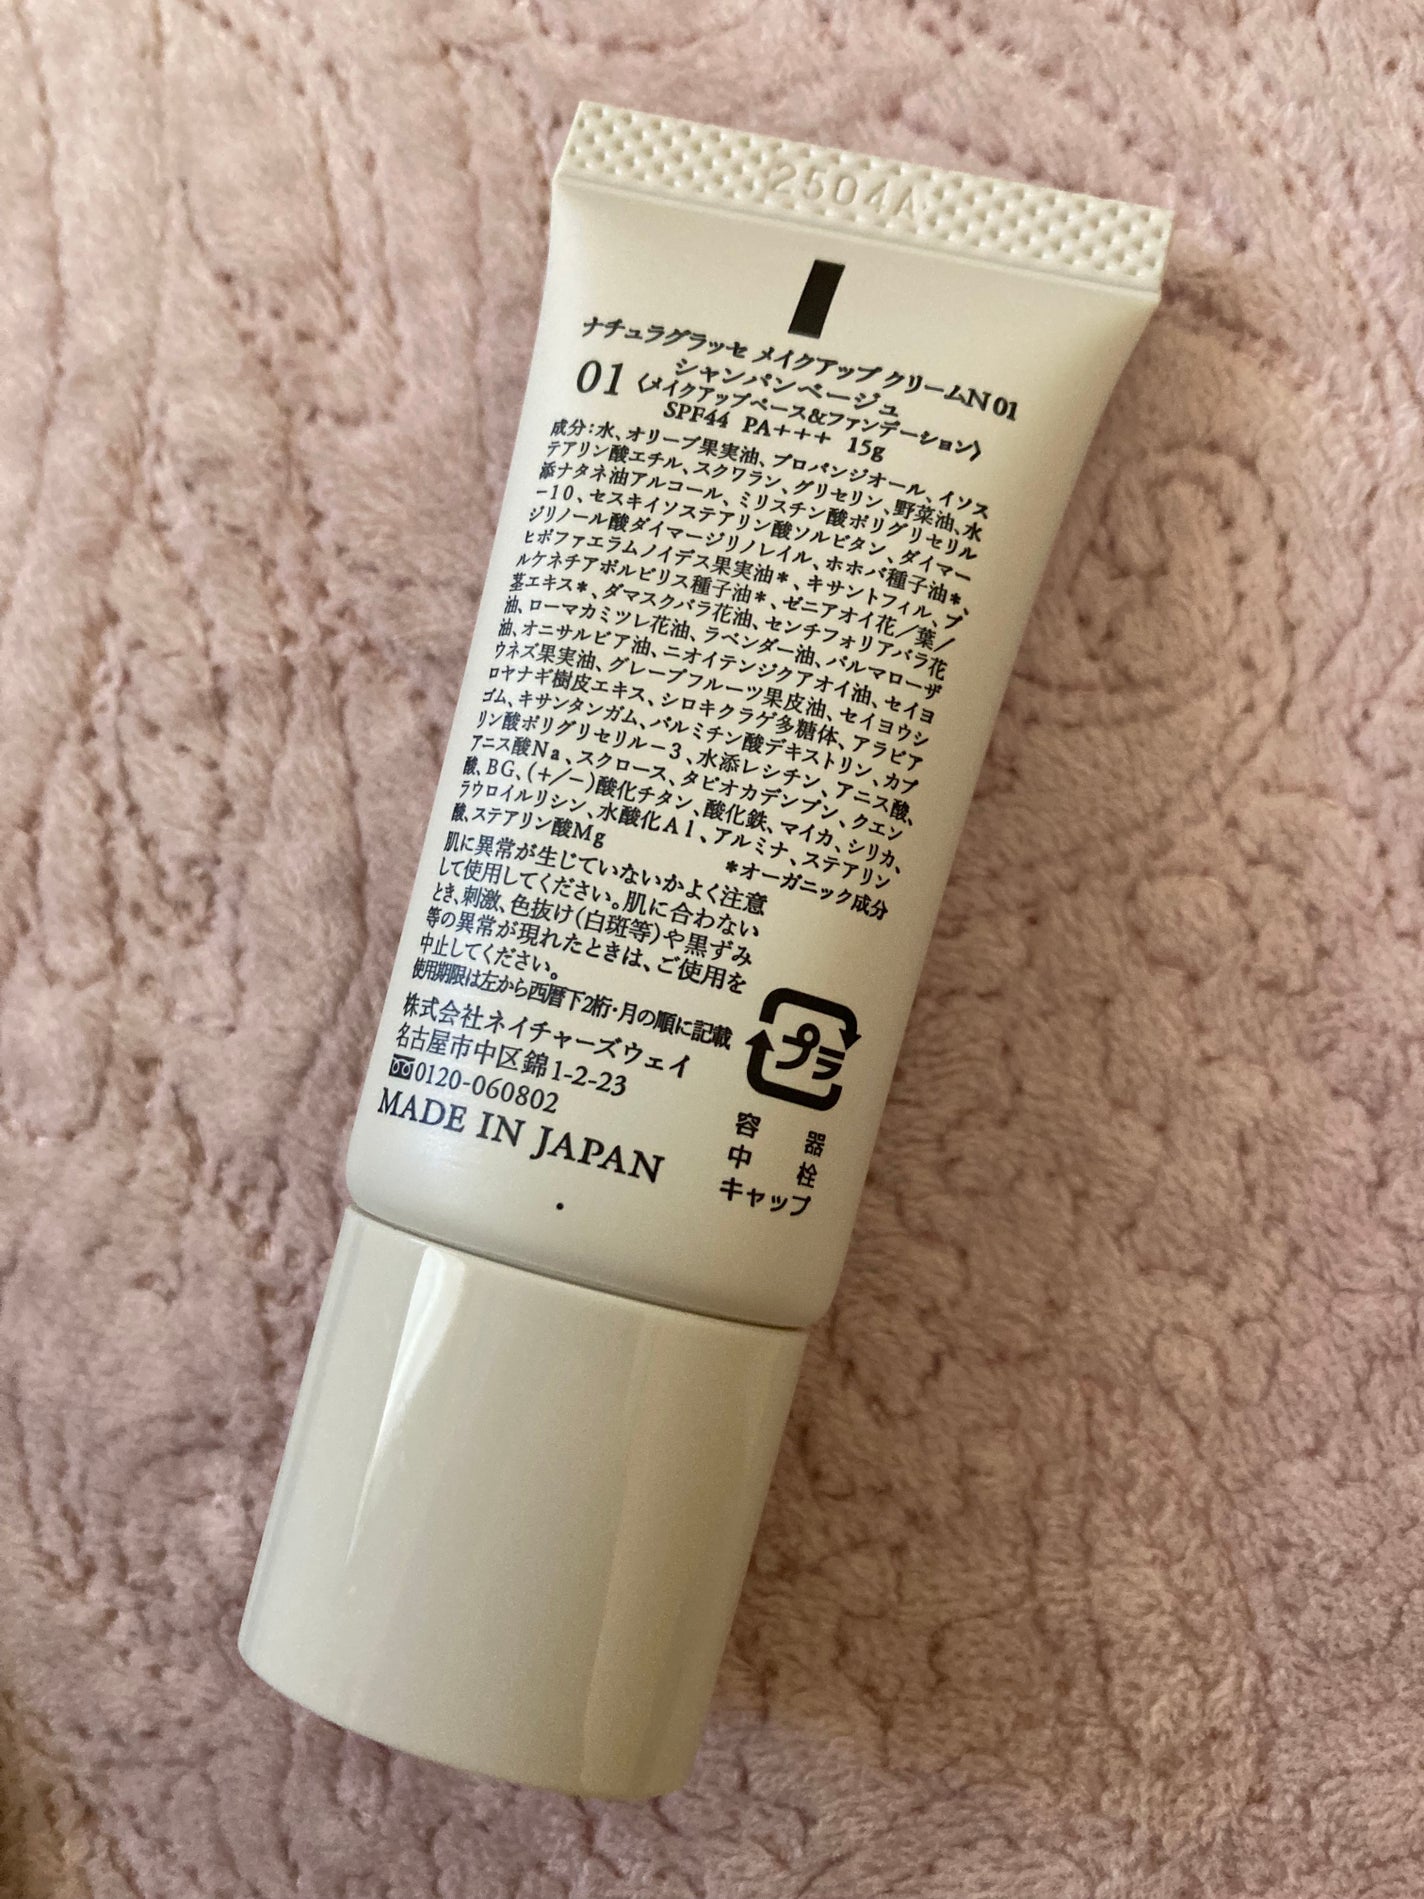 2504A
ナチュラグラッセ メイクアップ クリームN 01
シャンパンベージュ
01 〈メイクアップベース&ファンデーション〉
SPF44 PA+++ 15g
成分:水、オリーブ果実油、プロパンジオール、イソス
テアリン酸エチル、スクワラン、グリセリン、野菜油、水
添ナタネ油アルコール、ミリスチン酸ポリグリセリル
-10、セスキイソステアリン酸ソルビタン、ダイマー
ジリノール酸ダイマージリノレイル、ホホバ種子油*、
ヒポファエラムノイデス果実油*、キサントフィル、プ
ルケネチアボルビリス種子油*、ゼニアオイ花/葉/
茎エキス*、ダマスクバラ花油、センチフォリアバラ花
油、ローマカミツレ花油、ラベンダー油、パルマローザ
油、オニサルビア油、ニオイテンジクアオイ油、セイヨ
ウネズ果実油、グレープフルーツ果皮油、セイヨウシ
ロヤナギ樹皮エキス、シロキクラゲ多糖体、アラビア
ゴム、キサンタンガム、パルミチン酸デキストリン、カプ
リン酸ポリグリセリル-3、水添レシチン、アニス酸、
アニス酸Na、スクロース、タピオカデンプン、クエン
酸、BG、(+/-)酸化チタン、酸化鉄、マイカ、シリカ、
ラウロイルリシン、水酸化Al、アルミナ、ステアリン
酸、ステアリン酸Mg
*オーガニック成分
肌に異常が生じていないかよく注意
して使用してください。肌に合わない
とき、刺激、色抜け(白斑等)や黒ずみ
等の異常が現れたときは、ご使用を
中止してください。
使用期限は左から西暦下2桁・月の順に記載
株式会社ネイチャーズウェイ
名古屋市中区錦1-2-23
0120-060802
MADE IN JAPAN
プラ
容器
中栓
キャップ